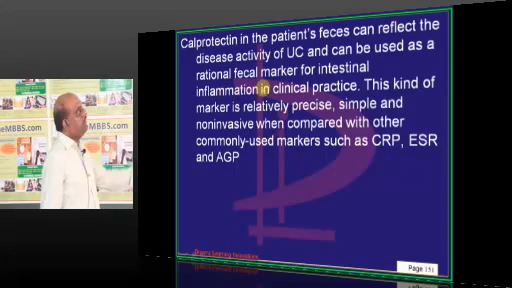 Calprotectin in the patient's feces can reflect the
disease activity of UC and can be used as a
rational fecal marker for intestinal
inflammation in clinical practice. This kind of
marker is relatively precise, simple and
noninvasive when compared with other
commonly-used markers such as CRP, ESR
and AGP
eMBBS.com
MBBS.com
Page 151